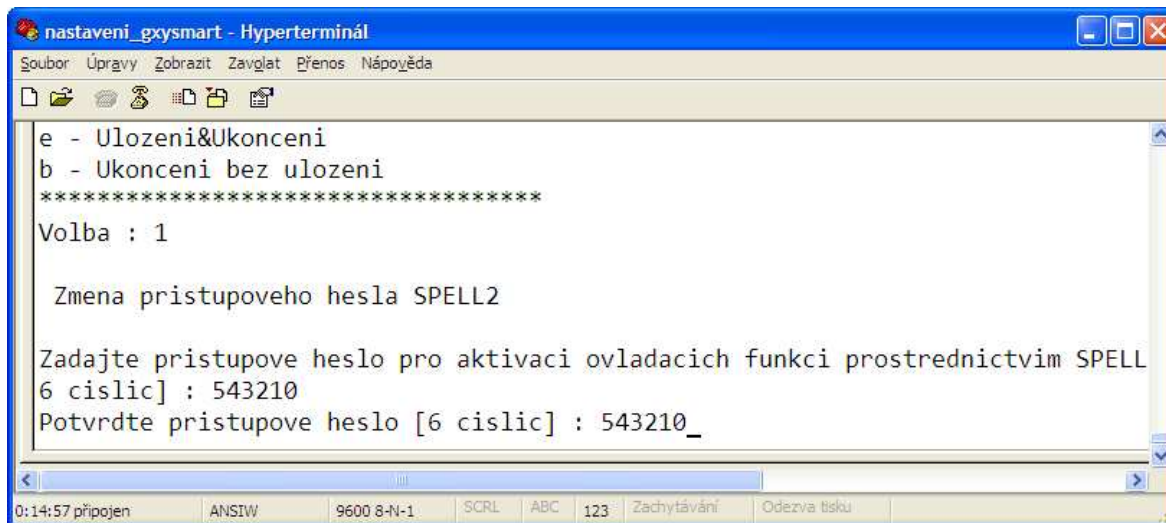 nastaveni_gxysmart - Hyperterminál
Soubor Úpravy Zobrazit Zavolat Přenos Nápověda
e - Ulozeni&Ukonceni
b - Ukonceni bez ulozeni
***********************************
Volba : 1
Zmena pristupoveho hesla SPELL2
Zadajte pristupove heslo pro aktivaci ovladacich funkci prostrednictvim SPELL
6 cislic] : 543210
Potvrdte pristupove heslo [6 cislic] : 543210_
0:14:57 připojen ANSIW 9600 8-N-1 SCRL ABC 123 Zachytávání Odezva tisku